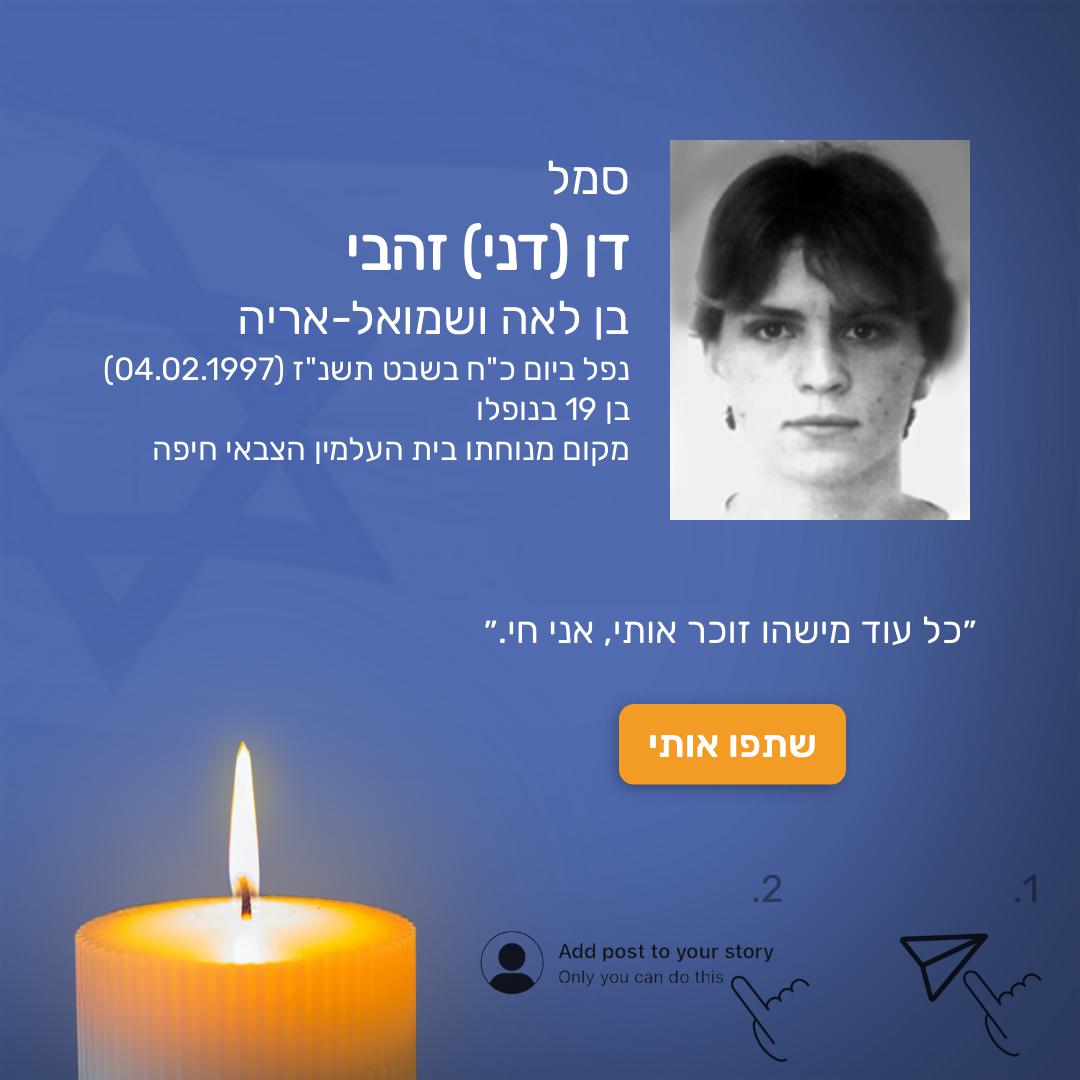 סמל
דן (דני) זהבי
בן לאה ושמואל-אריה
נפל ביום כ"ח בשבט תשנ"ז (04.02.1997)
בן 19 בנופלו
מקום מנוחתו בית העלמין הצבאי חיפה
״כל עוד מישהו זוכר אותי, אני חי.״
שתפו אותי
1.
2.
Add post to your story
Only you can do this